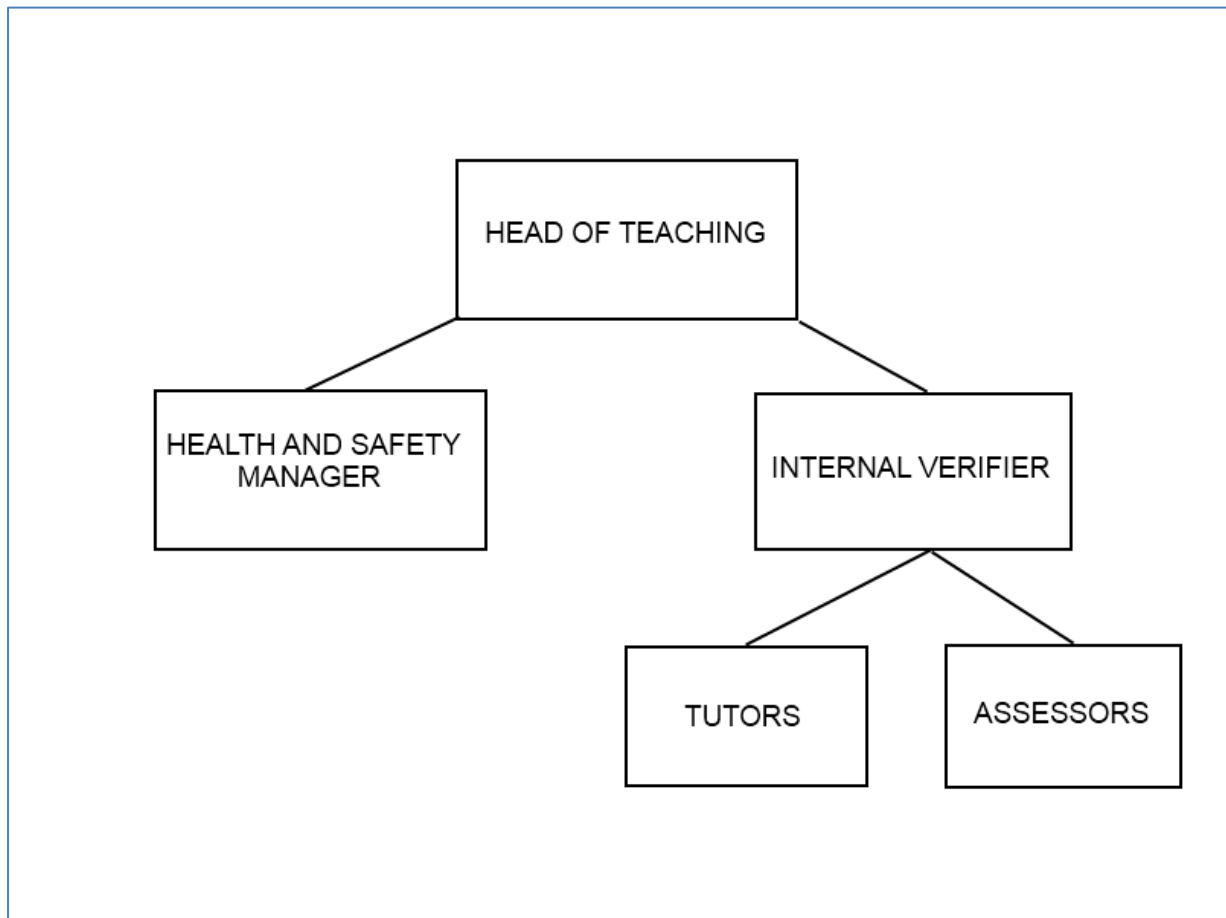 HEAD OF TEACHING
HEALTH AND SAFETY
MANAGER
INTERNAL VERIFIER
TUTORS
ASSESSORS